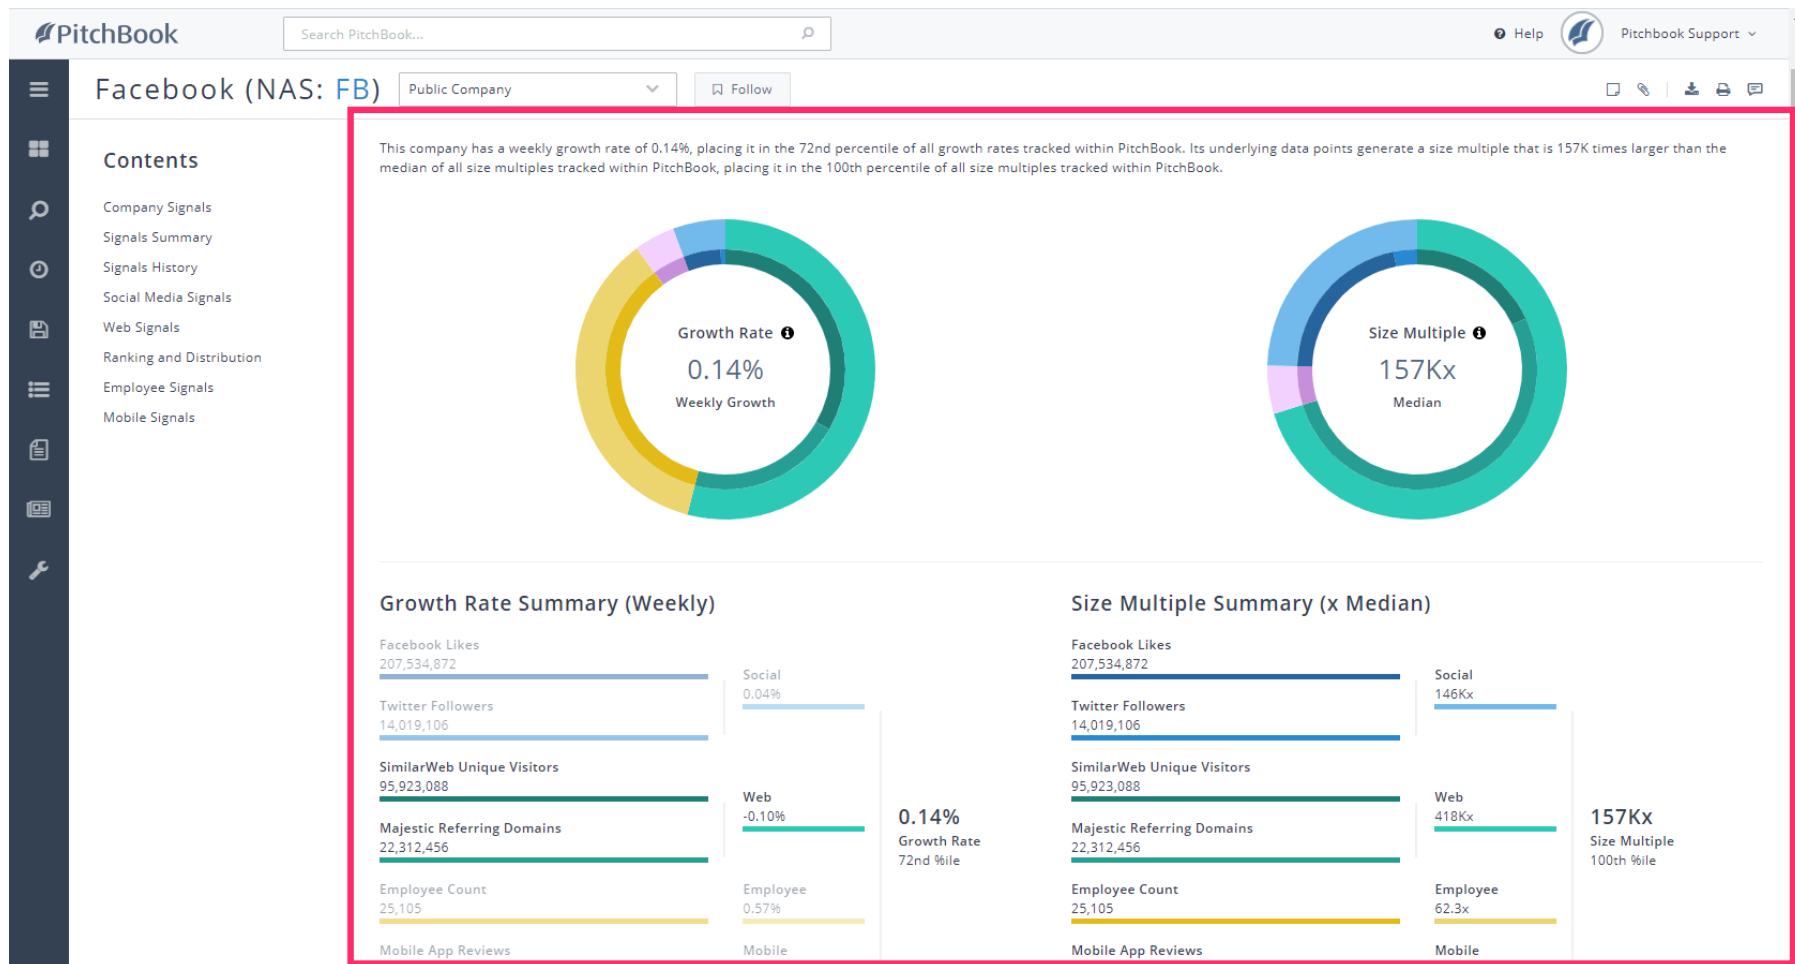 PitchBook
Search PitchBook...
Help
Pitchbook Support
Facebook (NAS: FB)
Public Company
Follow
Contents
Company Signals
Signals Summary
Signals History
Social Media Signals
Web Signals
Ranking and Distribution
Employee Signals
Mobile Signals
This company has a weekly growth rate of 0.14%, placing it in the 72nd percentile of all growth rates tracked within PitchBook. Its underlying data points generate a size multiple that is 157K times larger than the
median of all size multiples tracked within PitchBook, placing it in the 100th percentile of all size multiples tracked within PitchBook.
Growth Rate
0.14%
Weekly Growth
Size Multiple
157Kx
Median
Growth Rate Summary (Weekly)
Facebook Likes
207,534,872
Twitter Followers
14,019,106
SimilarWeb Unique Visitors
95,923,088
Majestic Referring Domains
22,312,456
Employee Count
25,105
Mobile App Reviews
Social
0.04%
Web
-0.10%
Employee
0.57%
Mobile
0.14%
Growth Rate
72nd %ile
Size Multiple Summary (x Median)
Facebook Likes
207,534,872
Twitter Followers
14,019,106
SimilarWeb Unique Visitors
95,923,088
Majestic Referring Domains
22,312,456
Employee Count
25,105
Mobile App Reviews
Social
146Kx
Web
418Kx
Employee
62.3x
Mobile
157Kx
Size Multiple
100th %ile